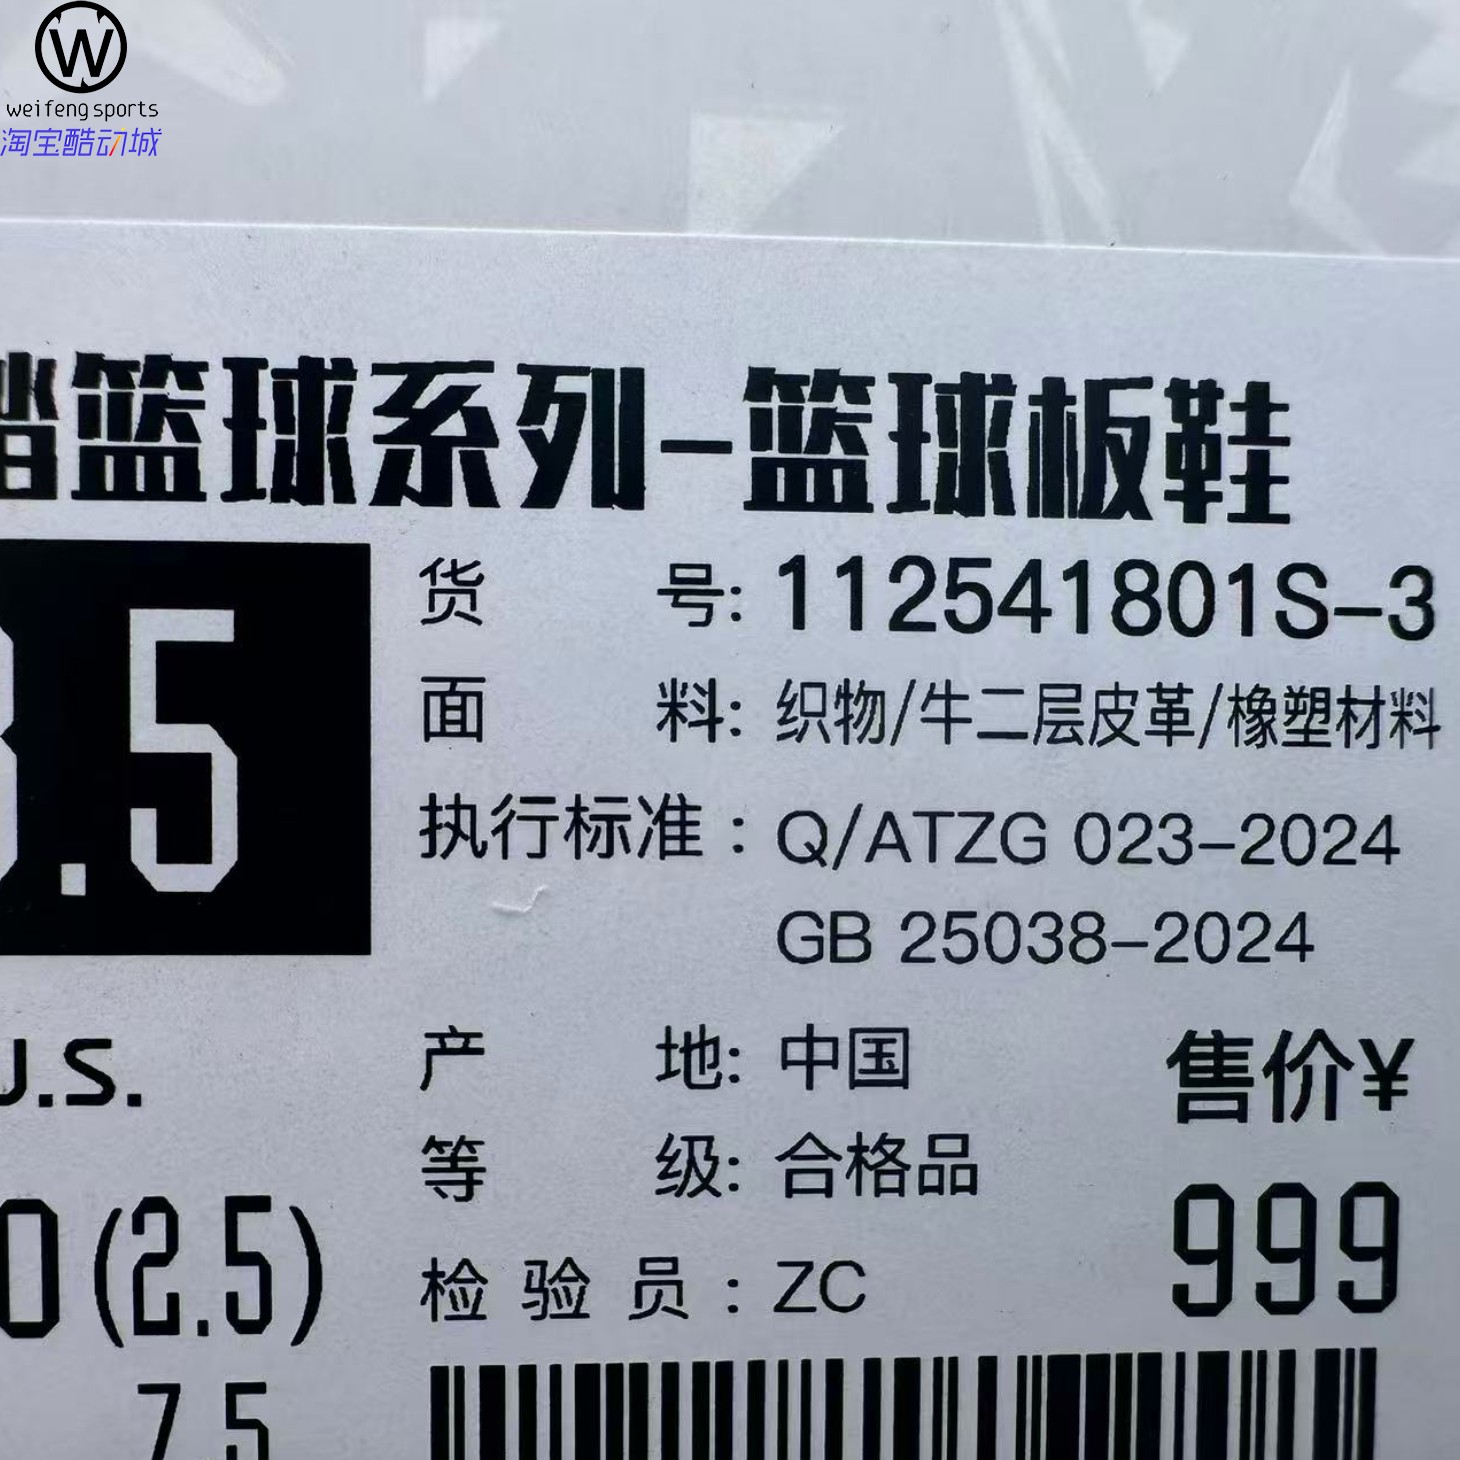 W
weifeng sports
淘宝酷动城
篮球系列-篮球板鞋
货 号: 112541801S-3
面 料: 织物/牛二层皮革/橡塑材料
执行标准: Q/ATZG 023-2024
GB 25038-2024
.5
U.S.
产 地: 中国
售价¥
等 级: 合格品
999
0(2.5)
检 验 员: ZC
7.5